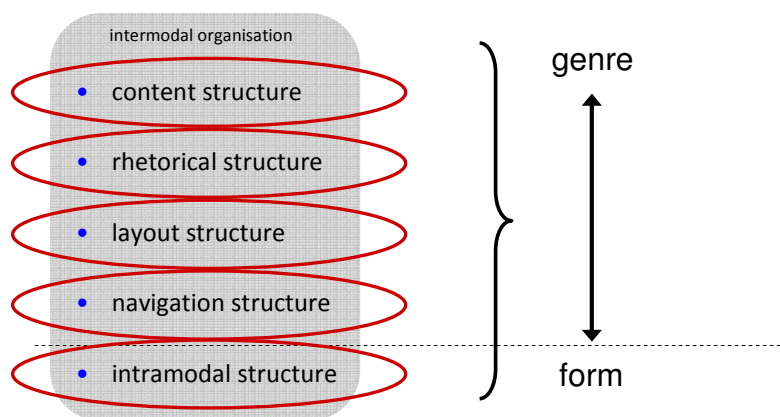 intermodal organisation
genre
• content structure
• rhetorical structure
• layout structure
• navigation structure
• intramodal structure
form